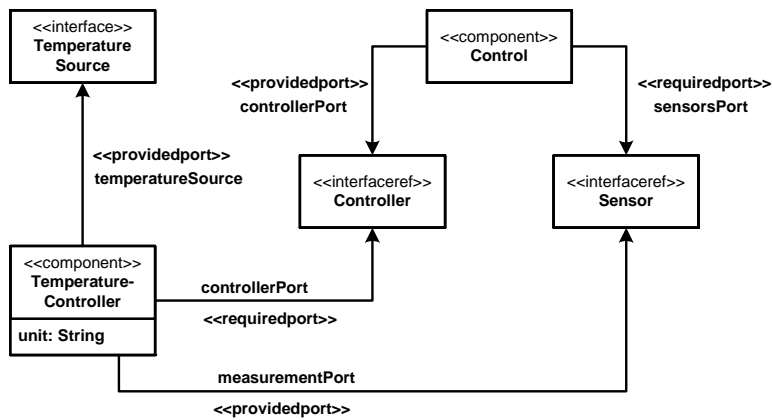 <<interface>>
Temperature
Source
<<component>>
Control
<<providedport>>
controllerPort
<<requiredport>>
sensorsPort
<<providedport>>
temperatureSource
<<interfaceref>>
Controller
<<interfaceref>>
Sensor
<<component>>
Temperature-
Controller
unit: String
controllerPort
<<requiredport>>
measurementPort
<<providedport>>